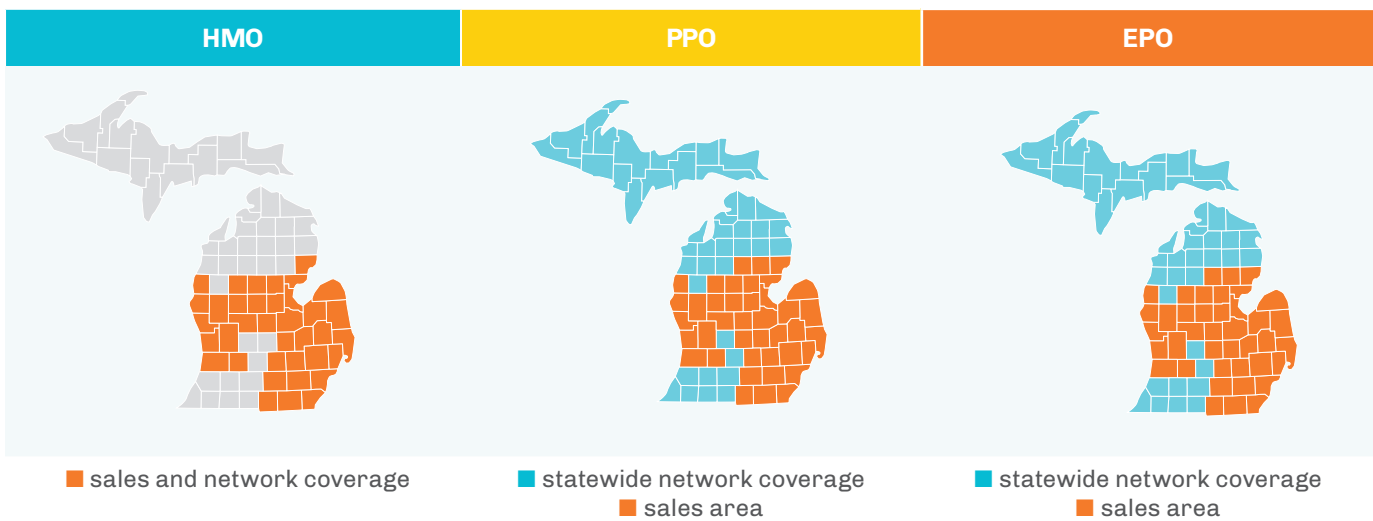 HMO
PPO
EPO
sales and network coverage
statewide network coverage
sales area
statewide network coverage
sales area